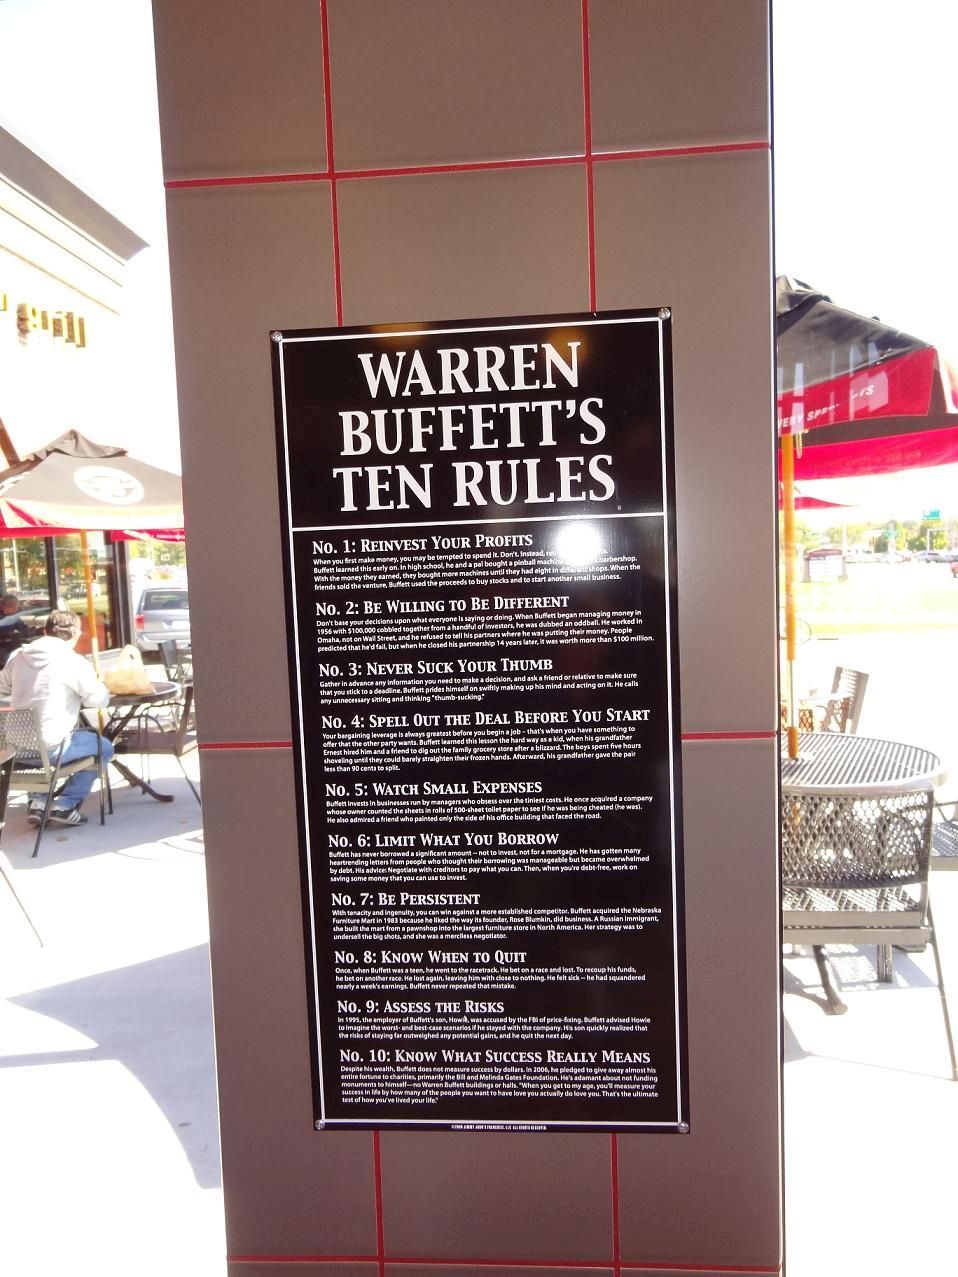 WARREN
BUFFETT'S
TEN RULES
No. 1: REINVEST YOUR PROFITS
When you first make money, you may be tempted to spend it. Don't. Instead,
Buffett learned this early on. In high school, he and a pal bought a pinball machine barbershop.
With the money they earned, they bought more machines until they had eight in different shops. When the
friends sold the venture, Buffett used the proceeds to buy stocks and to start another small business.
No. 2: BE WILLING TO BE DIFFERENT
Don't base your decisions upon what everyone is saying or doing. When Buffett began managing money in
1956 with $100,000 cobbled together from a handful of investors, he was dubbed an oddball. He worked in
Omaha, not on Wall Street, and he refused to tell his partners where he was putting their money. People
predicted that he'd fail, but when he closed his partnership 14 years later, it was worth more than $100 million.
No. 3: NEVER SUCK YOUR THUMB
Gather in advance any information you need to make a decision, and ask a friend or relative to make sure
that you stick to a deadline. Buffett prides himself on swiftly making up his mind and acting on it. He calls
any unnecessary sitting and thinking "thumb-sucking."
No. 4: SPELL OUT THE DEAL BEFORE YOU START
Your bargaining leverage is always greatest before you begin a job - that's when you have something to
offer that the other party wants. Buffett learned this lesson the hard way as a kid, when his grandfather
Ernest hired him and a friend to dig out the family grocery store after a blizzard. The boys spent five hours
shoveling until they could barely straighten their frozen hands. Afterward, his grandfather gave the pair
less than 90 cents to split.
No. 5: WATCH SMALL EXPENSES
Buffett invests in businesses run by managers who obsess over the tiniest costs. He once acquired a company
whose owner counted the sheets in rolls of 500-sheet toilet paper to see if he was being cheated (he was).
He also admired a friend who painted only the side of his office building that faced the road.
No. 6: LIMIT WHAT YOU BORROW
Buffett has never borrowed a significant amount -- not to invest, not for a mortgage. He has gotten many
heartrending letters from people who thought their borrowing was manageable but became overwhelmed
by debt. His advice: Negotiate with creditors to pay what you can. Then, when you're debt-free, work on
saving some money that you can use to invest.
No. 7: BE PERSISTENT
With tenacity and ingenuity, you can win against a more established competitor. Buffett acquired the Nebraska
Furniture Mart in 1983 because he liked the way its founder, Rose Blumkin, did business. A Russian immigrant,
she built the mart from a pawnshop into the largest furniture store in North America. Her strategy was to
undersell the big shots, and she was a merciless negotiator.
No. 8: KNOW WHEN TO QUIT
Once, when Buffett was a teen, he went to the racetrack. He bet on a race and lost. To recoup his funds,
he bet on another race. He lost again, leaving him with close to nothing. He felt sick -- he had squandered
nearly a week's earnings. Buffett never repeated that mistake.
No. 9: ASSESS THE RISKS
In 1995, the employer of Buffett's son, Howie, was accused by the FBI of price-fixing. Buffett advised Howie
to imagine the worst- and best-case scenarios if he stayed with the company. His son quickly realized that
the risks of staying far outweighed any potential gains, and he quit the next day.
No. 10: KNOW WHAT SUCCESS REALLY MEANS
Despite his wealth, Buffett does not measure success by dollars. In 2006, he pledged to give away almost his
entire fortune to charities, primarily the Bill and Melinda Gates Foundation. He's adamant about not funding
monuments to himself—no Warren Buffett buildings or halls. "When you get to my age, you'll measure your
success in life by how many of the people you want to have love you actually do love you. That's the ultimate
test of how you've lived your life."
JIMMY JOHN'S FRANCHISE, LLC ALL RIGHTS RESERVED.
grill
VERY